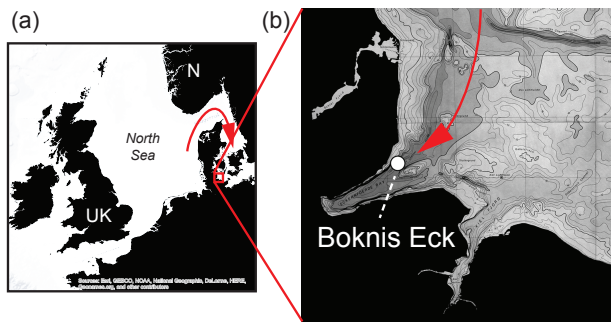 (a)
(b)
N
North
Sea
UK
Sources: Esri, GEBCO, NOAA, National Geographic, DeLorme, HERE,
Geonames.org, and other contributors
Boknis Eck